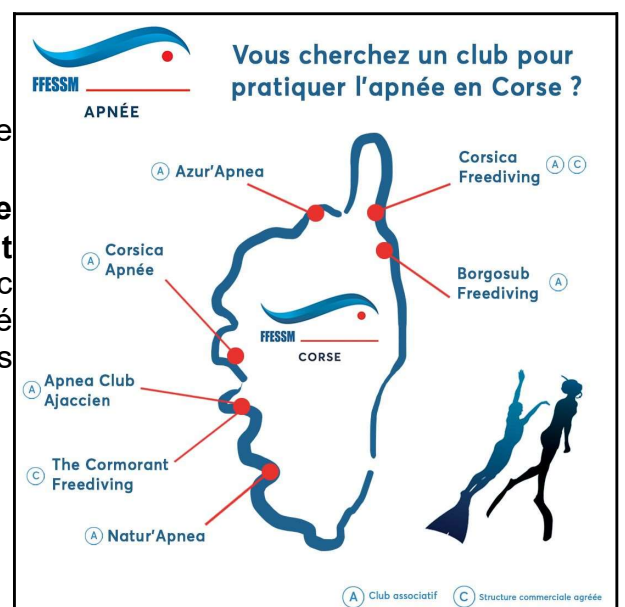 FFESSM
APNÉE
Vous cherchez un club pour
pratiquer l'apnée en Corse ?
e
e
t
c
é
s
A Azur'Apnea
Corsica
Freediving A C
A Corsica
Apnée
Borgosub
Freediving A
FFESSM
CORSE
A Apnea Club
Ajaccien
C The Cormorant
Freediving
A Natur'Apnea
A Club associatif C Structure commerciale agréée